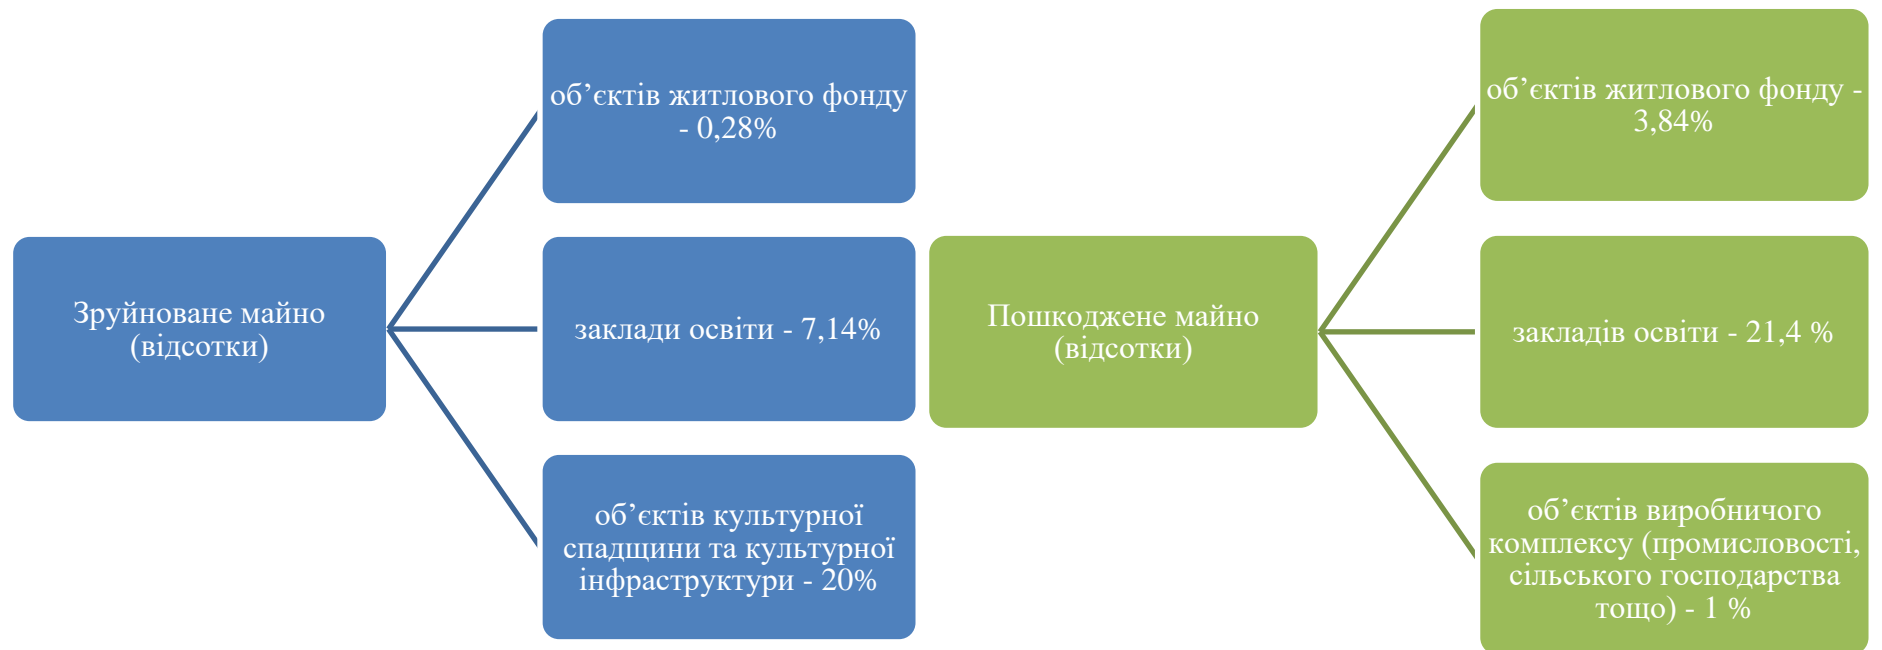 Зруйноване майно
(відсотки)
об’єктів житлового фонду
- 0,28%
заклади освіти - 7,14%
об’єктів культурної
спадщини та культурної
інфраструктури - 20%
Пошкоджене майно
(відсотки)
об’єктів житлового фонду -
3,84%
закладів освіти - 21,4 %
об’єктів виробничого
комплексу (промисловості,
сільського господарства
тощо) - 1 %